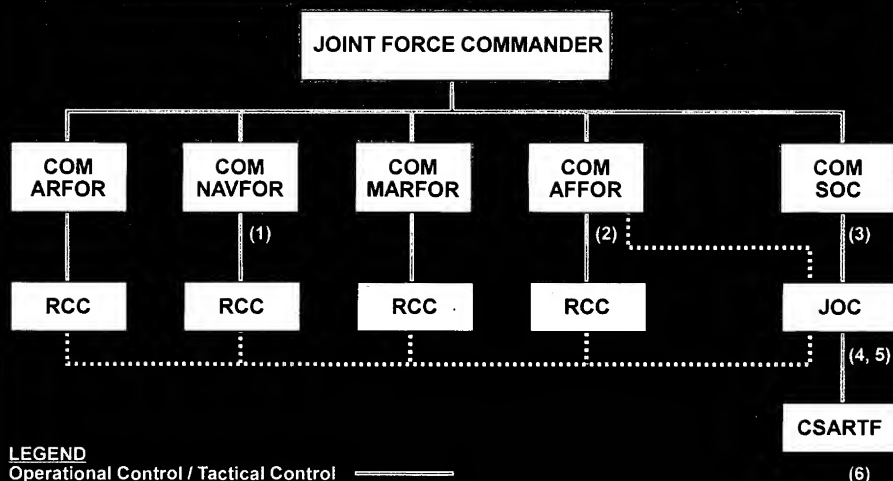 JOINT FORCE COMMANDER
COM
ARFOR
COM
NAVFOR
COM
MARFOR
COM
AFFOR
COM
SOC
(1)
(2)
(3)
RCC
RCC
RCC
RCC
JOC
(4, 5)
CSARTF
LEGEND
Operational Control / Tactical Control
(6)